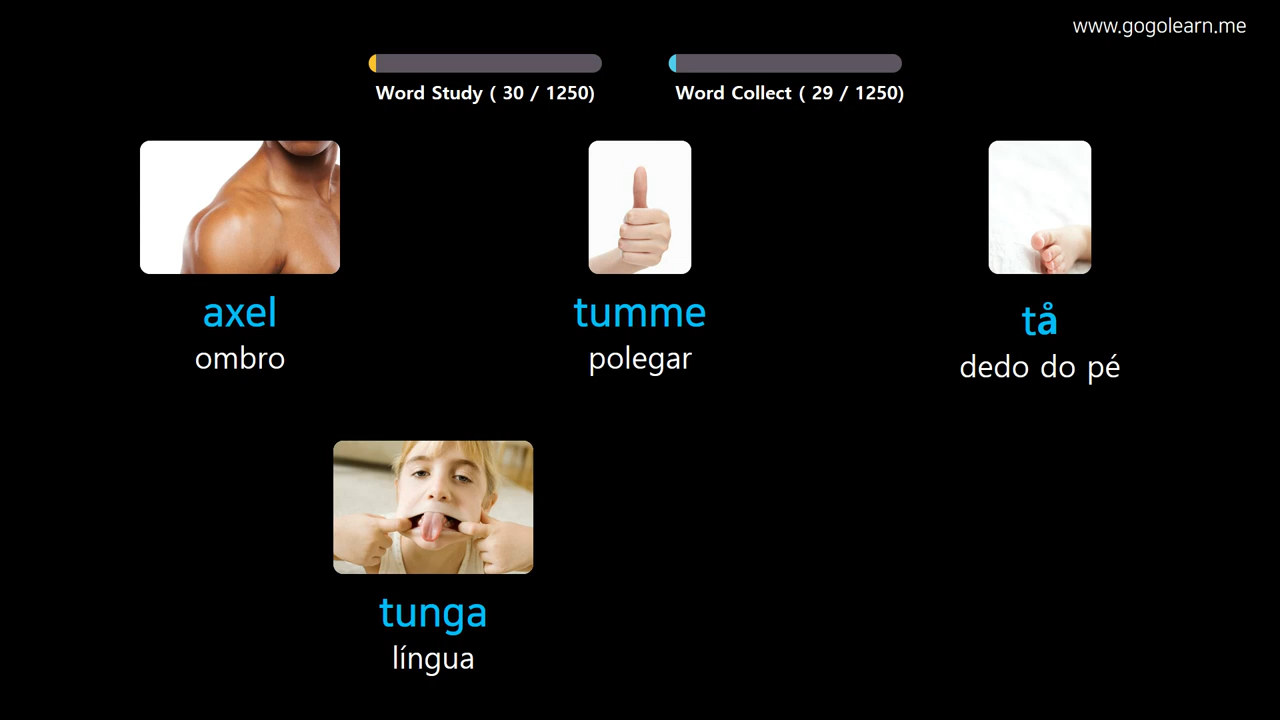 www.gogolearn.me
Word Study ( 30 / 1250)
Word Collect ( 29 / 1250)
axel
ombro
tumme
polegar
tå
dedo do pé
tunga
língua